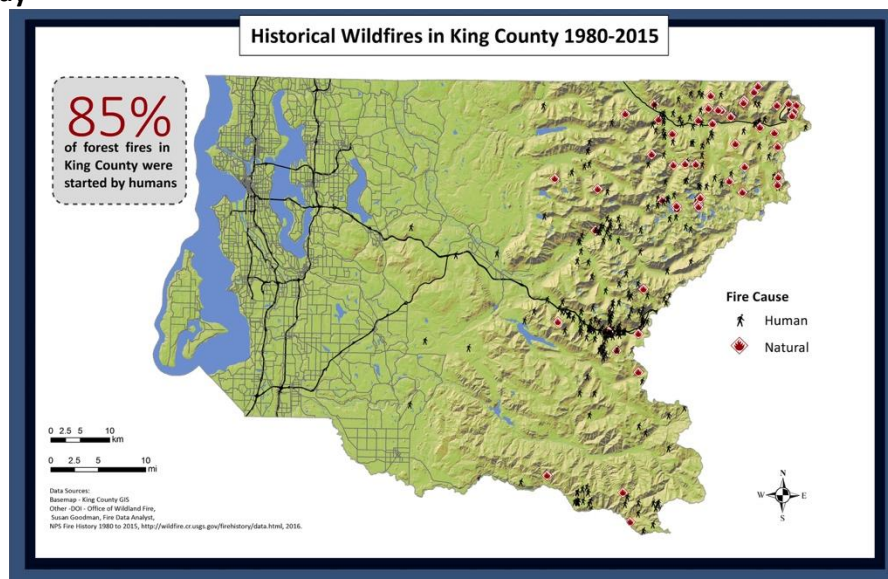 ay
Historical Wildfires in King County 1980-2015
85%
of forest fires in
King County were
started by humans
Fire Cause
Human
Natural
0 2.5 5 10
km
0 2.5 5 10
mi
Data Sources:
Basemap - King County GIS
Other -DOI - Office of Wildland Fire,
Susan Goodman, Fire Data Analyst,
NPS Fire History 1980 to 2015, http://wildfire.cr.usgs.gov/firehistory/data.html, 2016.
N
W E
S